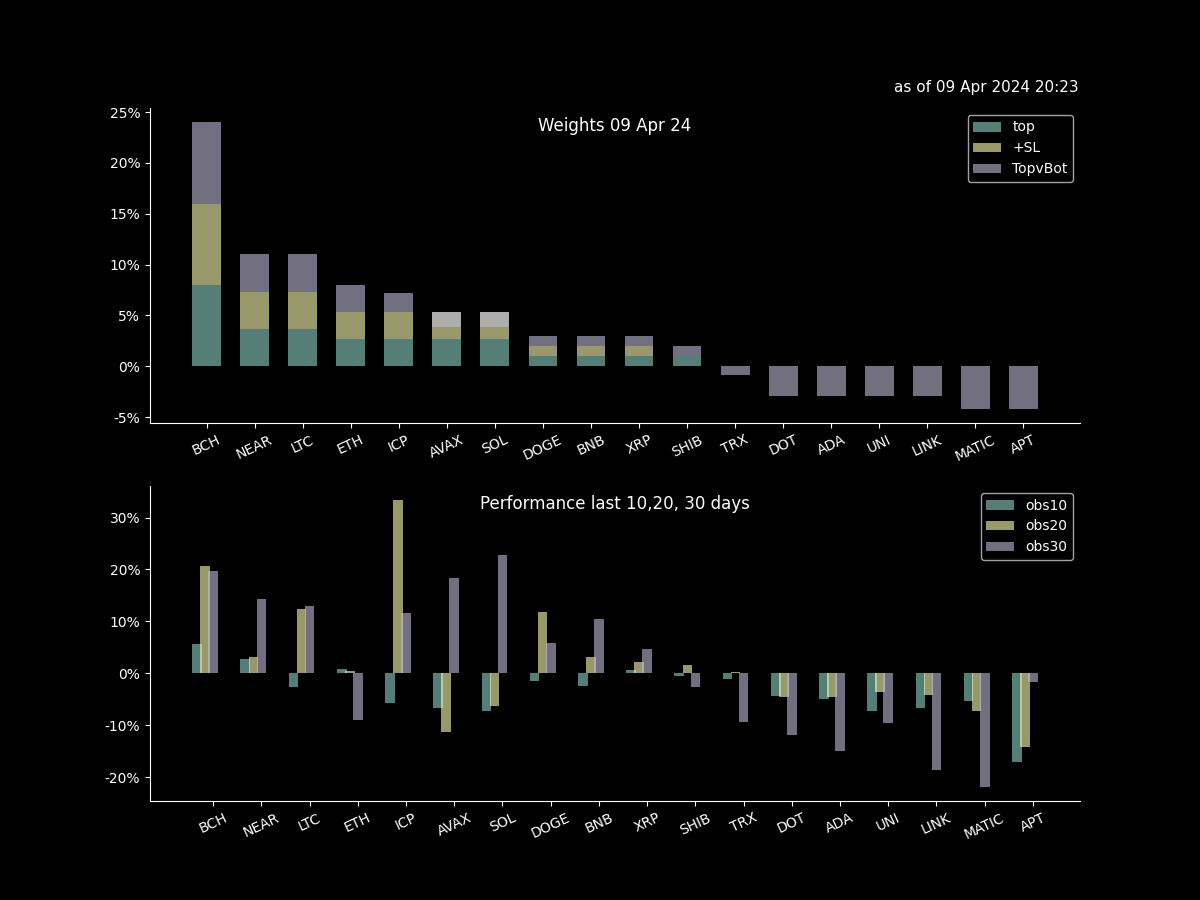 as of 09 Apr 2024 20:23
Weights 09 Apr 24
top
+SL
TopvBot
25%
20%
15%
10%
5%
0%
-5%
BCH NEAR LTC ETH ICP AVAX SOL DOGE BNB XRP SHIB TRX DOT ADA UNI LINK MATIC APT
Performance last 10,20, 30 days
obs10
obs20
obs30
30%
20%
10%
0%
-10%
-20%
BCH NEAR LTC ETH ICP AVAX SOL DOGE BNB XRP SHIB TRX DOT ADA UNI LINK MATIC APT